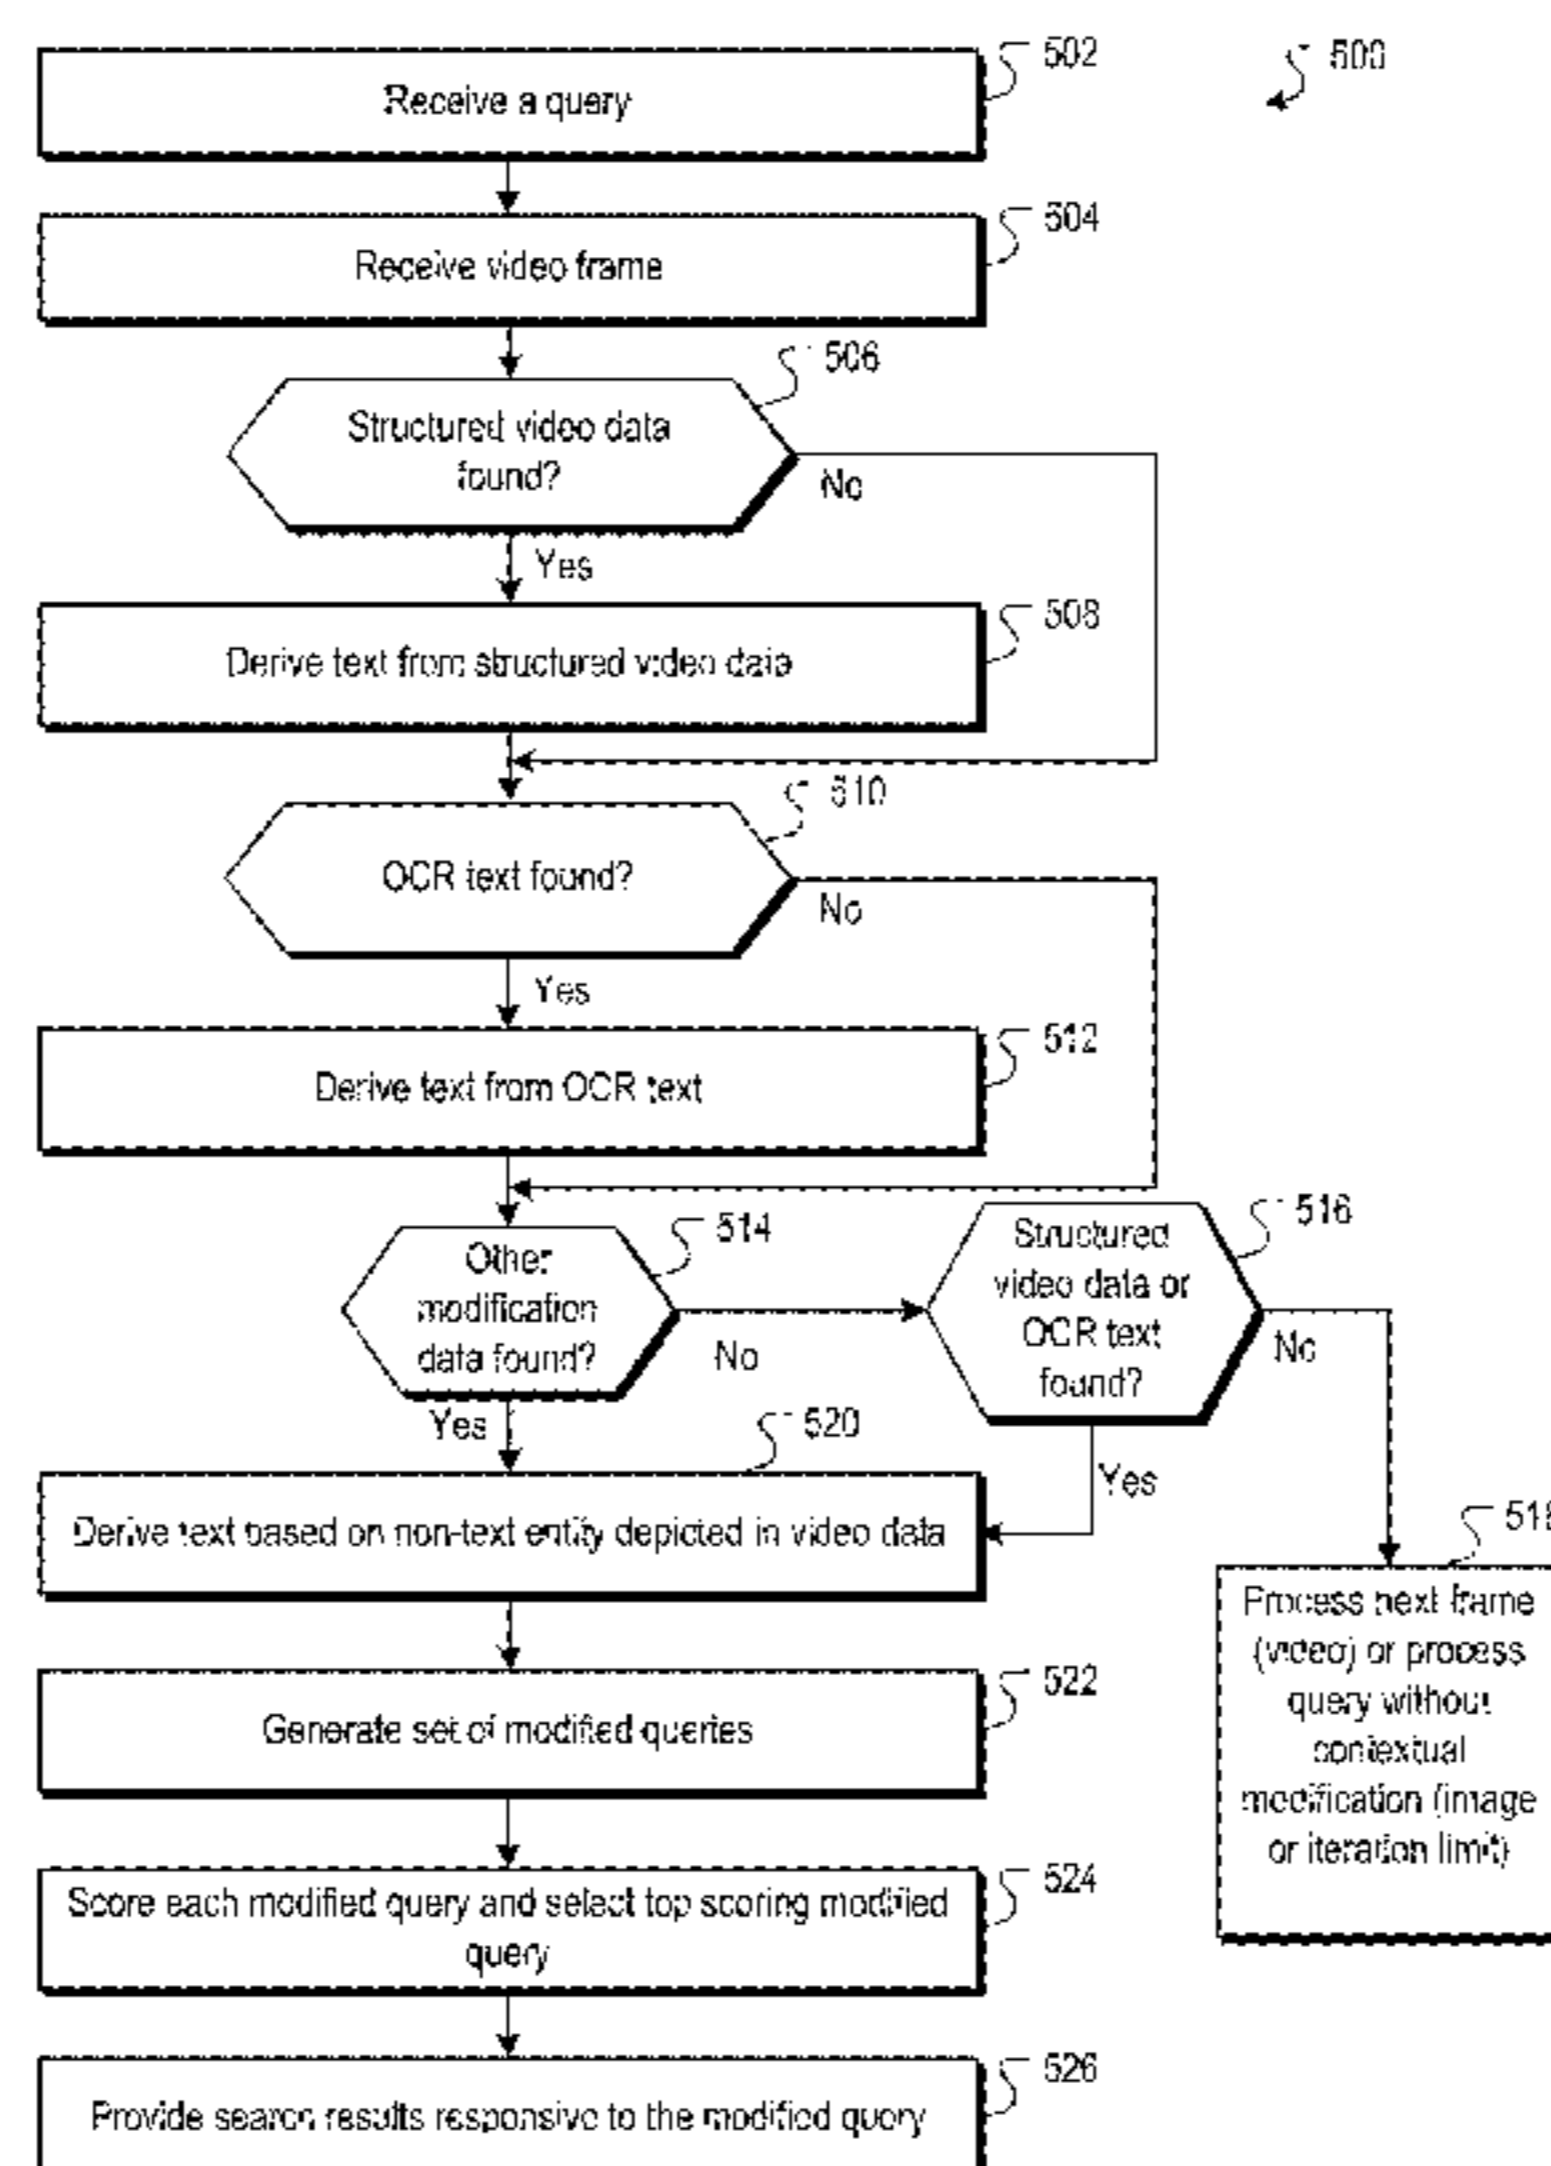 502
500
Receive a query
504
Receive video frame
506
Structured video data
found?
No
Yes
508
Derive text from structured video data
510
OCR text found?
No
Yes
512
Derive text from OCR text
514
516
Other
modification
data found?
Structured
video data or
OCR text
found?
No
No
Yes
520
Yes
518
Derive text based on non-text entity depicted in video data
Process next frame
(video) or process
query without
contextual
modification (image
or iteration limit)
522
Generate set of modified queries
524
Score each modified query and select top scoring modified
query
526
Provide search results responsive to the modified query